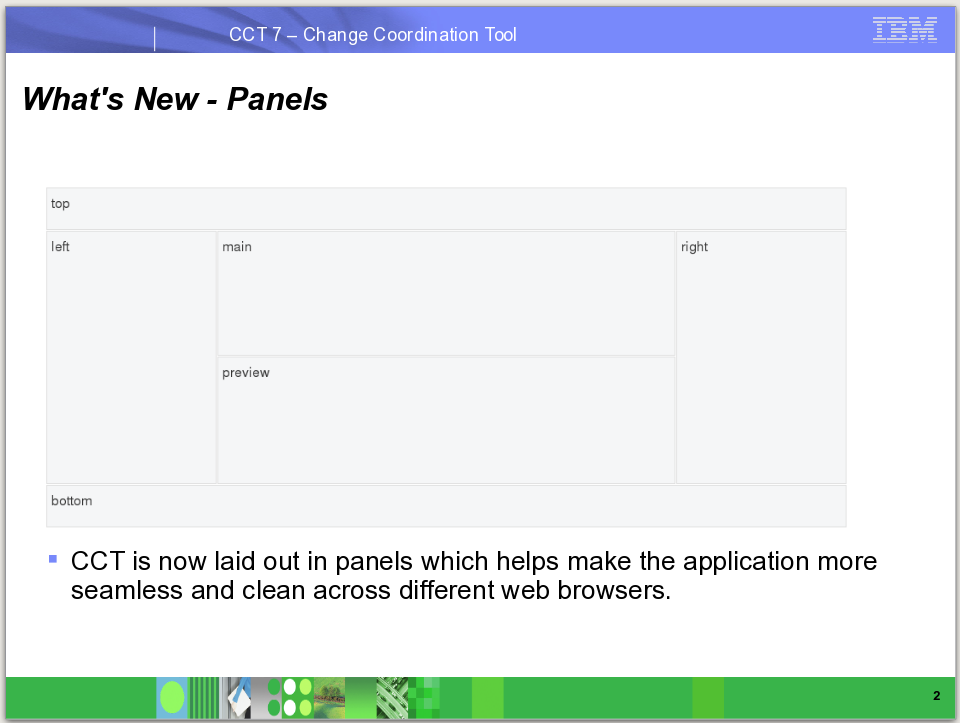 CCT 7 – Change Coordination Tool
IBM
What's New - Panels
top
left
main
right
preview
bottom
CCT is now laid out in panels which helps make the application more
seamless and clean across different web browsers.
2